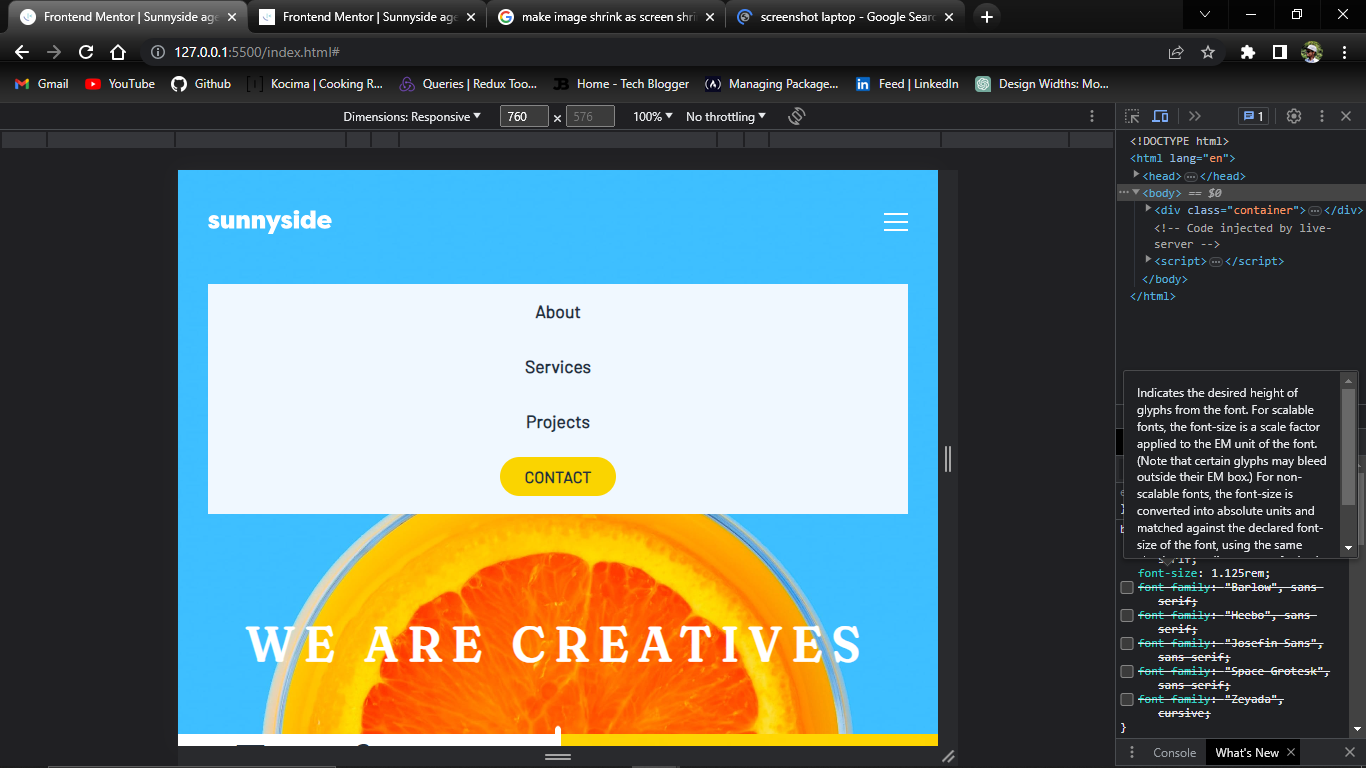 Frontend Mentor | Sunnyside age
Frontend Mentor | Sunnyside age
make image shrink as screen shri
screenshot laptop - Google Searc
127.0.0.1:5500/index.html#
Gmail
YouTube
Github
Kocima | Cooking R...
Queries | Redux Too...
Home - Tech Blogger
Managing Package...
Feed | LinkedIn
Design Widths: Mo...
Dimensions: Responsive
760 x 576
100%
No throttling
1
sunnyside
About
Services
Projects
CONTACT
WE ARE CREATIVES
<!DOCTYPE html>
<html lang="en">
<head>…</head>
<body> == $0
<div class="container">…</div>
<!-- Code injected by live-
server -->
<script>…</script>
</body>
</html>
Indicates the desired height of
glyphs from the font. For scalable
fonts, the font-size is a scale factor
applied to the EM unit of the font.
(Note that certain glyphs may bleed
outside their EM box.) For non-
scalable fonts, the font-size is
converted into absolute units and
matched against the declared font-
size of the font, using the same
serif;
font-size: 1.125rem;
font-family: "Barlow", sans-
serif;
font-family: "Heebo", sans-
serif;
font-family: "Josefin Sans",
sans-serif;
font-family: "Space Grotesk",
sans-serif;
font-family: "Zeyada",
cursive;
}
Console
What's New